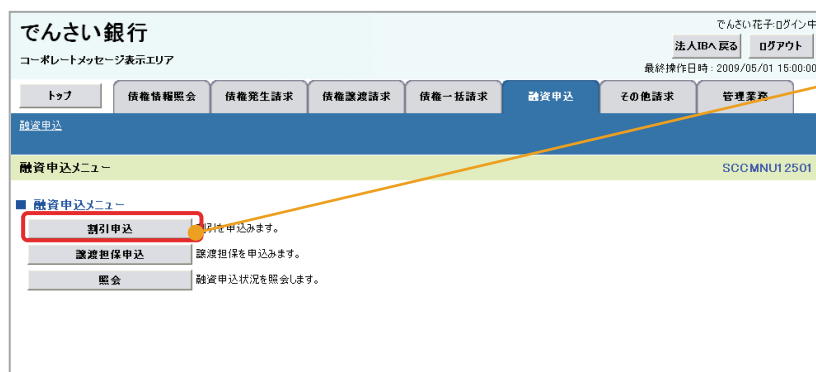 でんさい銀行
コーポレートメッセージ表示エリア
でんさい花子:ログイン中
法人IBへ戻る ログアウト
最終操作日時:2009/05/01 15:00:00
トップ 債権情報照会 債権発生請求 債権譲渡請求 債権一括請求 融資申込 その他請求 管理業務
融資申込
融資申込メニュー SCCMNU12501
■ 融資申込メニュー
割引申込 割引を申込みます。
譲渡担保申込 譲渡担保を申込みます。
照会 融資申込状況を照会します。